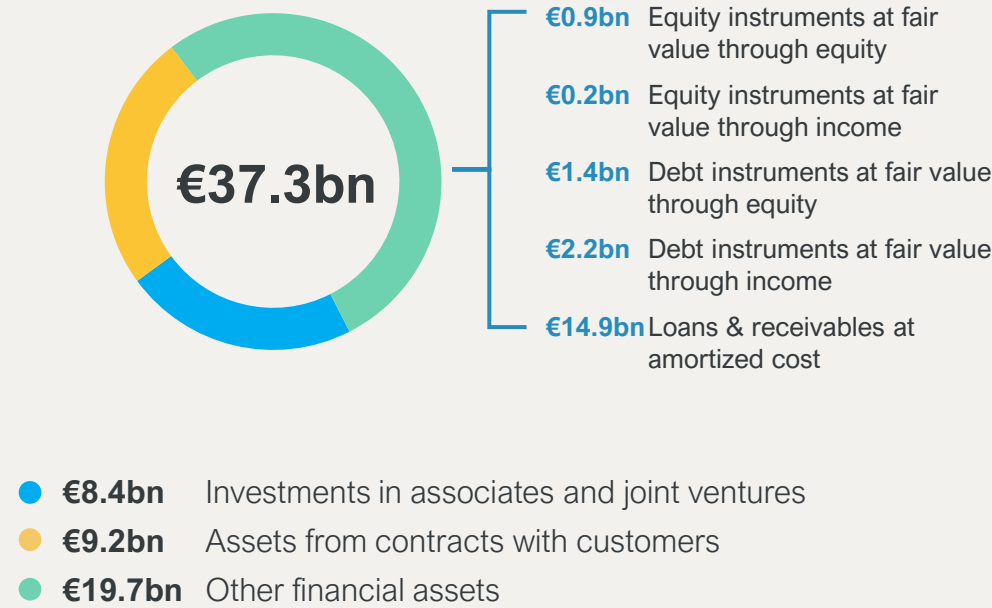 €37.3bn
€0.9bn Equity instruments at fair
value through equity
€0.2bn Equity instruments at fair
value through income
€1.4bn Debt instruments at fair value
through equity
€2.2bn Debt instruments at fair value
through income
€14.9bn Loans & receivables at
amortized cost
€8.4bn Investments in associates and joint ventures
€9.2bn Assets from contracts with customers
€19.7bn Other financial assets